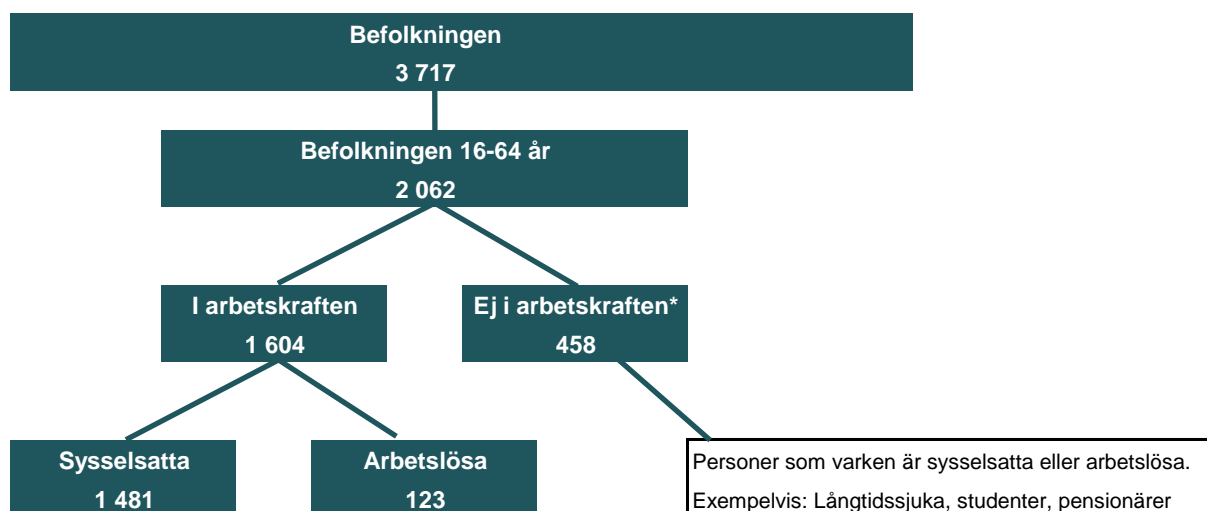 Befolkningen
3 717
Befolkningen 16-64 år
2 062
I arbetskraften
1 604
Ej i arbetskraften*
458
Sysselsatta
1 481
Arbetslösa
123
Personer som varken är sysselsatta eller arbetslösa.
Exempelvis: Långtidssjuka, studenter, pensionärer